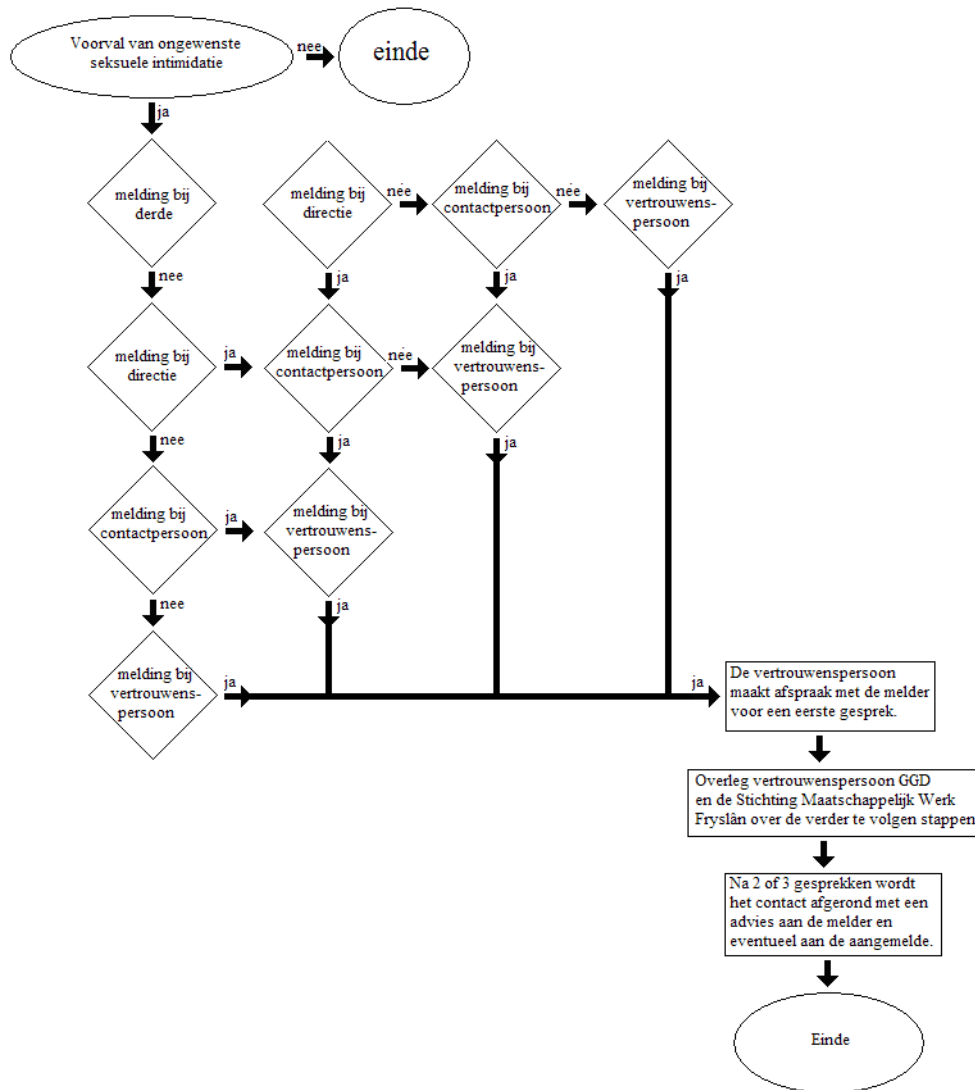 Voorval van ongewenste
seksuele intimidatie
nee
einde
ja
melding bij
derde
melding bij
directie
nee
melding bij
contactpersoon
nee
melding bij
vertrouwens-
persoon
nee
ja
ja
ja
melding bij
directie
ja
melding bij
contactpersoon
nee
melding bij
vertrouwens-
persoon
nee
ja
ja
melding bij
contactpersoon
ja
melding bij
vertrouwens-
persoon
nee
ja
melding bij
vertrouwens-
persoon
ja
ja
De vertrouwenspersoon
maakt afspraak met de melder
voor een eerste gesprek.
Overleg vertrouwenspersoon GGD
en de Stichting Maatschappelijk Werk
Fryslân over de verder te volgen stappen
Na 2 of 3 gesprekken wordt
het contact afgerond met een
advies aan de melder en
eventueel aan de aangemelde.
Einde